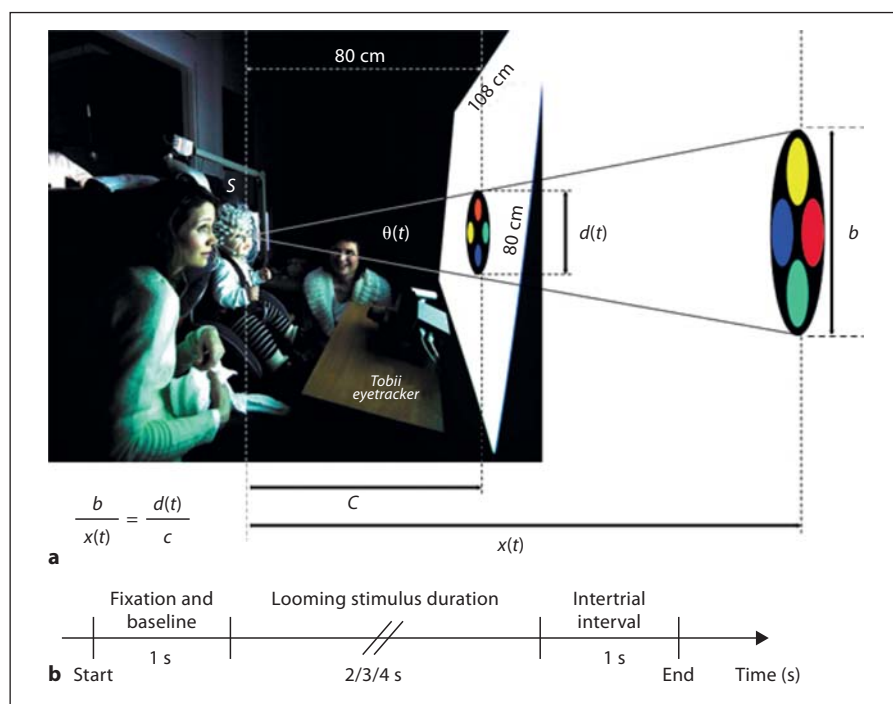 80 cm
108 cm
S
θ(t)
80 cm
d(t)
b
Tobii
eyetracker
C
x(t)
b / x(t) = d(t) / c
a
Fixation and
baseline
Looming stimulus duration
Intertrial
interval
1 s
2/3/4 s
1 s
b Start
End
Time (s)